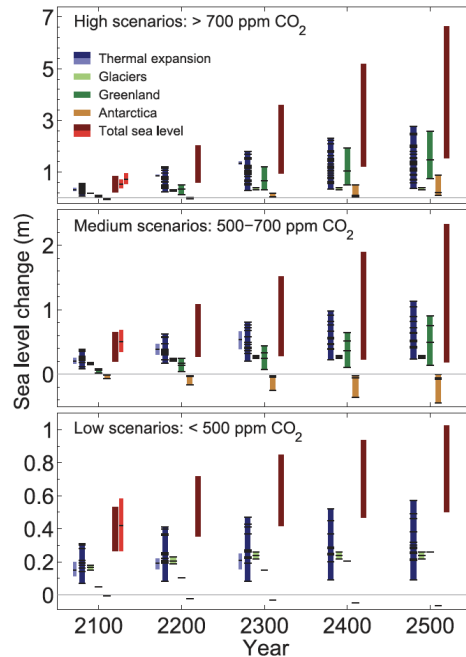 High scenarios: > 700 ppm CO2
7
Thermal expansion
Glaciers
5
Greenland
Antarctica
Total sea level
3
1
Sea level change (m)
Medium scenarios: 500−700 ppm CO2
2
1
0
Low scenarios: < 500 ppm CO2
1
0.8
0.6
0.4
0.2
0
2100 2200 2300 2400 2500
Year